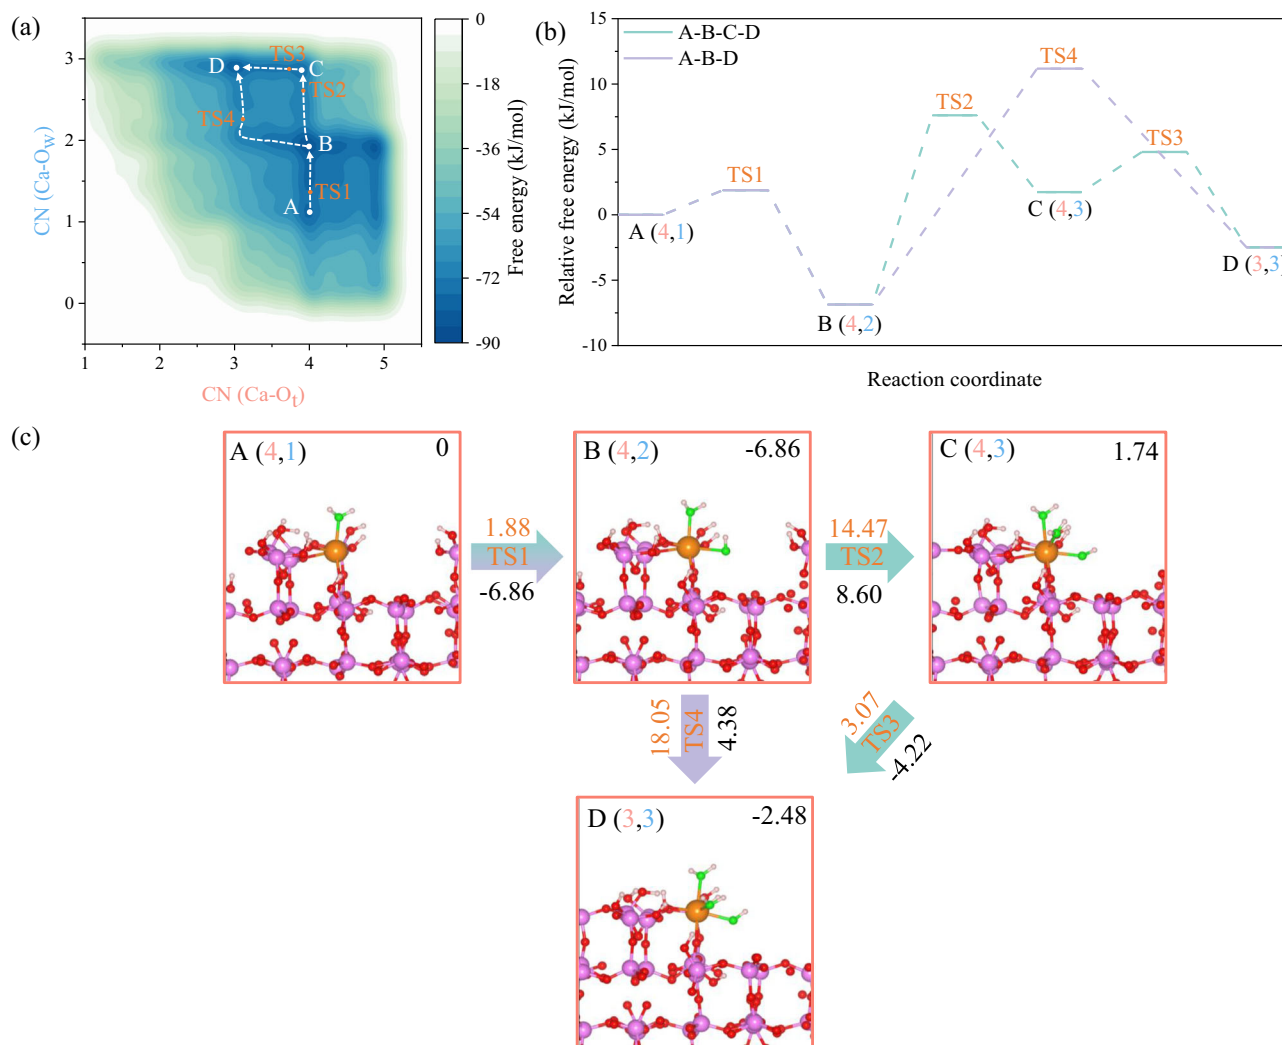 (a)
3
2
1
0
1 2 3 4 5
CN (Ca-Ow)
CN (Ca-Ot)
D
TS3
C
TS2
TS4
B
TS1
A
0
-18
-36
-54
-72
-90
Free energy (kJ/mol)
(b)
A-B-C-D
A-B-D
15
10
5
0
-5
-10
Relative free energy (kJ/mol)
Reaction coordinate
TS4
TS2
TS3
TS1
A (4,1)
B (4,2)
C (4,3)
D (3,3)
(c)
A (4,1) 0
1.88
TS1
-6.86
B (4,2) -6.86
14.47
TS2
8.60
C (4,3) 1.74
18.05
TS4
4.38
3.07
TS3
-4.22
D (3,3) -2.48